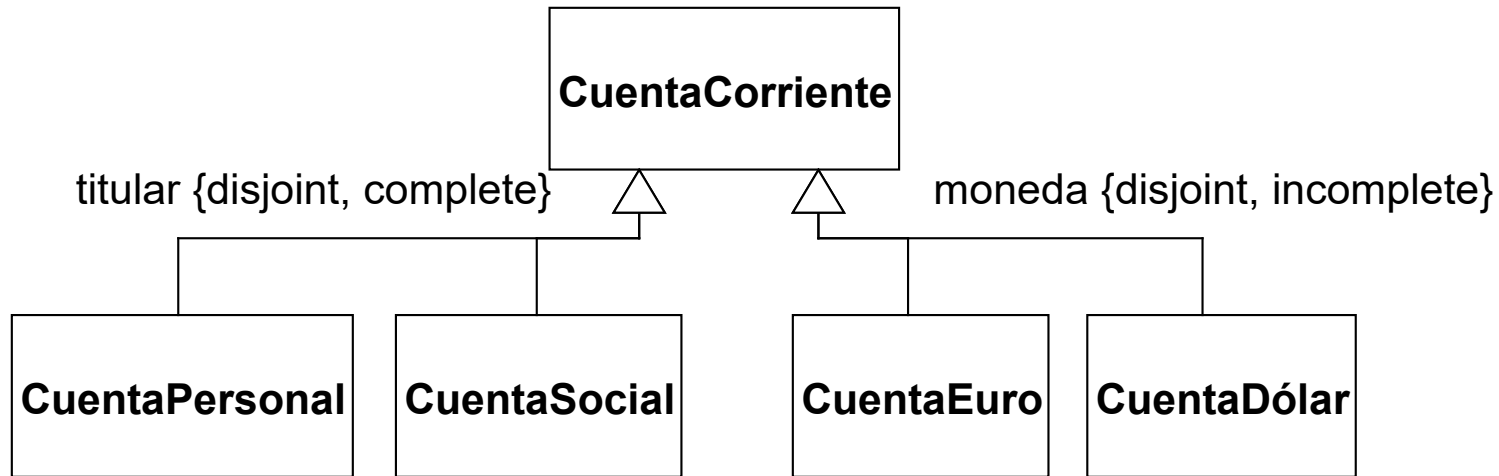 CuentaCorriente
titular {disjoint, complete}
moneda {disjoint, incomplete}
CuentaPersonal
CuentaSocial
CuentaEuro
CuentaDólar